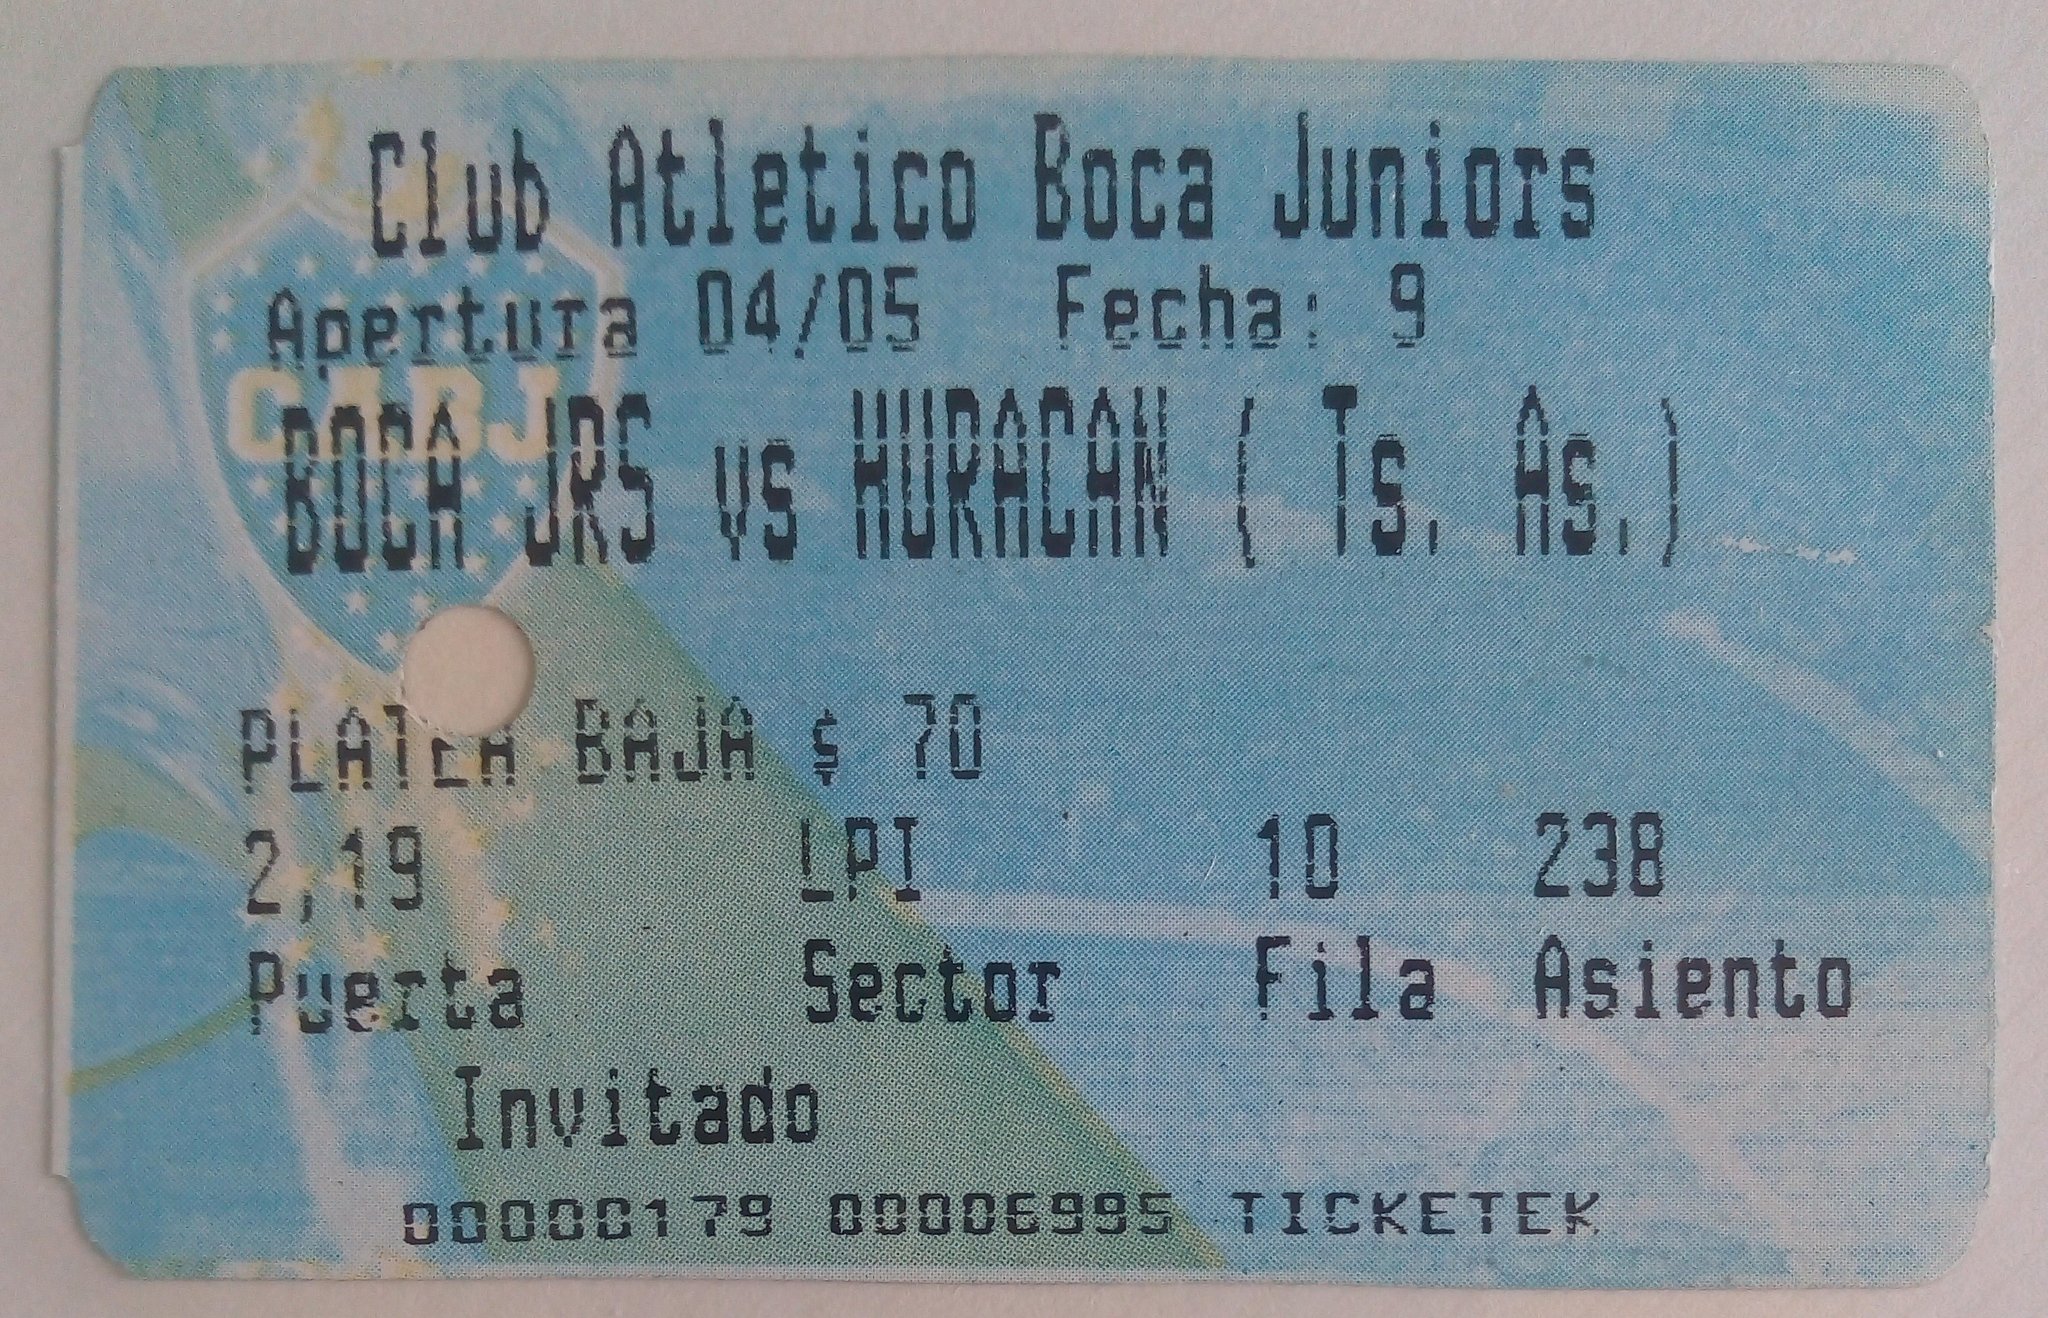 Club Atletico Boca Juniors
Apertura 04/05 Fecha: 9
CABJ
BOCA JRS vs HURACAN ( Ts. As.)
PLATEA BAJA $ 70
2,19 LPI 10 238
Puerta Sector Fila Asiento
Invitado
00000179 00006995 TICKETEK